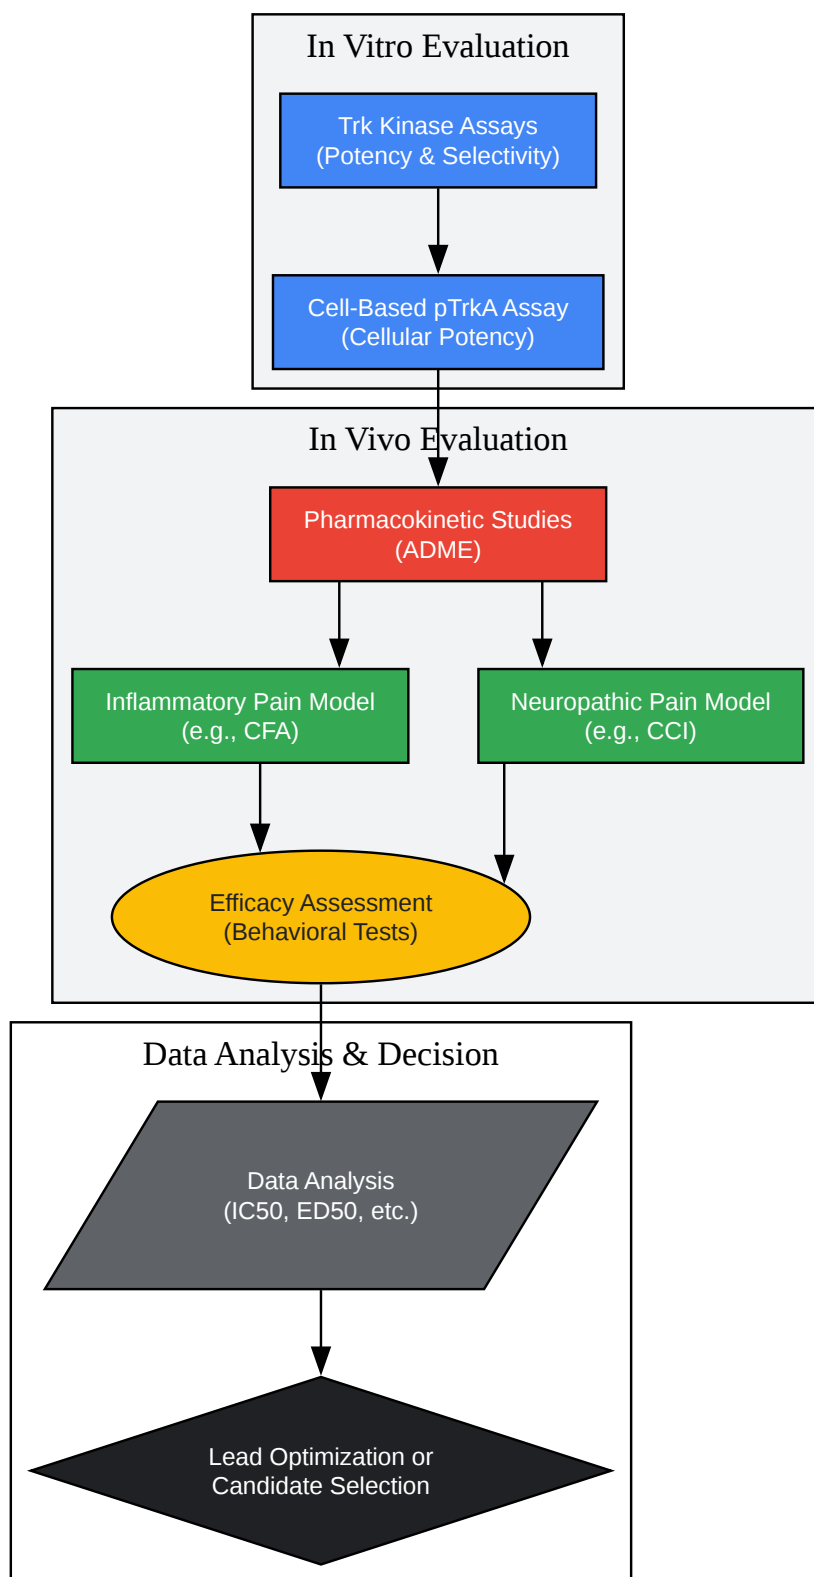 In Vitro Evaluation
Trk Kinase Assays
(Potency & Selectivity)
Cell-Based pTrkA Assay
(Cellular Potency)
In Vivo Evaluation
Pharmacokinetic Studies
(ADME)
Inflammatory Pain Model
(e.g., CFA)
Neuropathic Pain Model
(e.g., CCI)
Efficacy Assessment
(Behavioral Tests)
Data Analysis & Decision
Data Analysis
(IC50, ED50, etc.)
Lead Optimization or
Candidate Selection